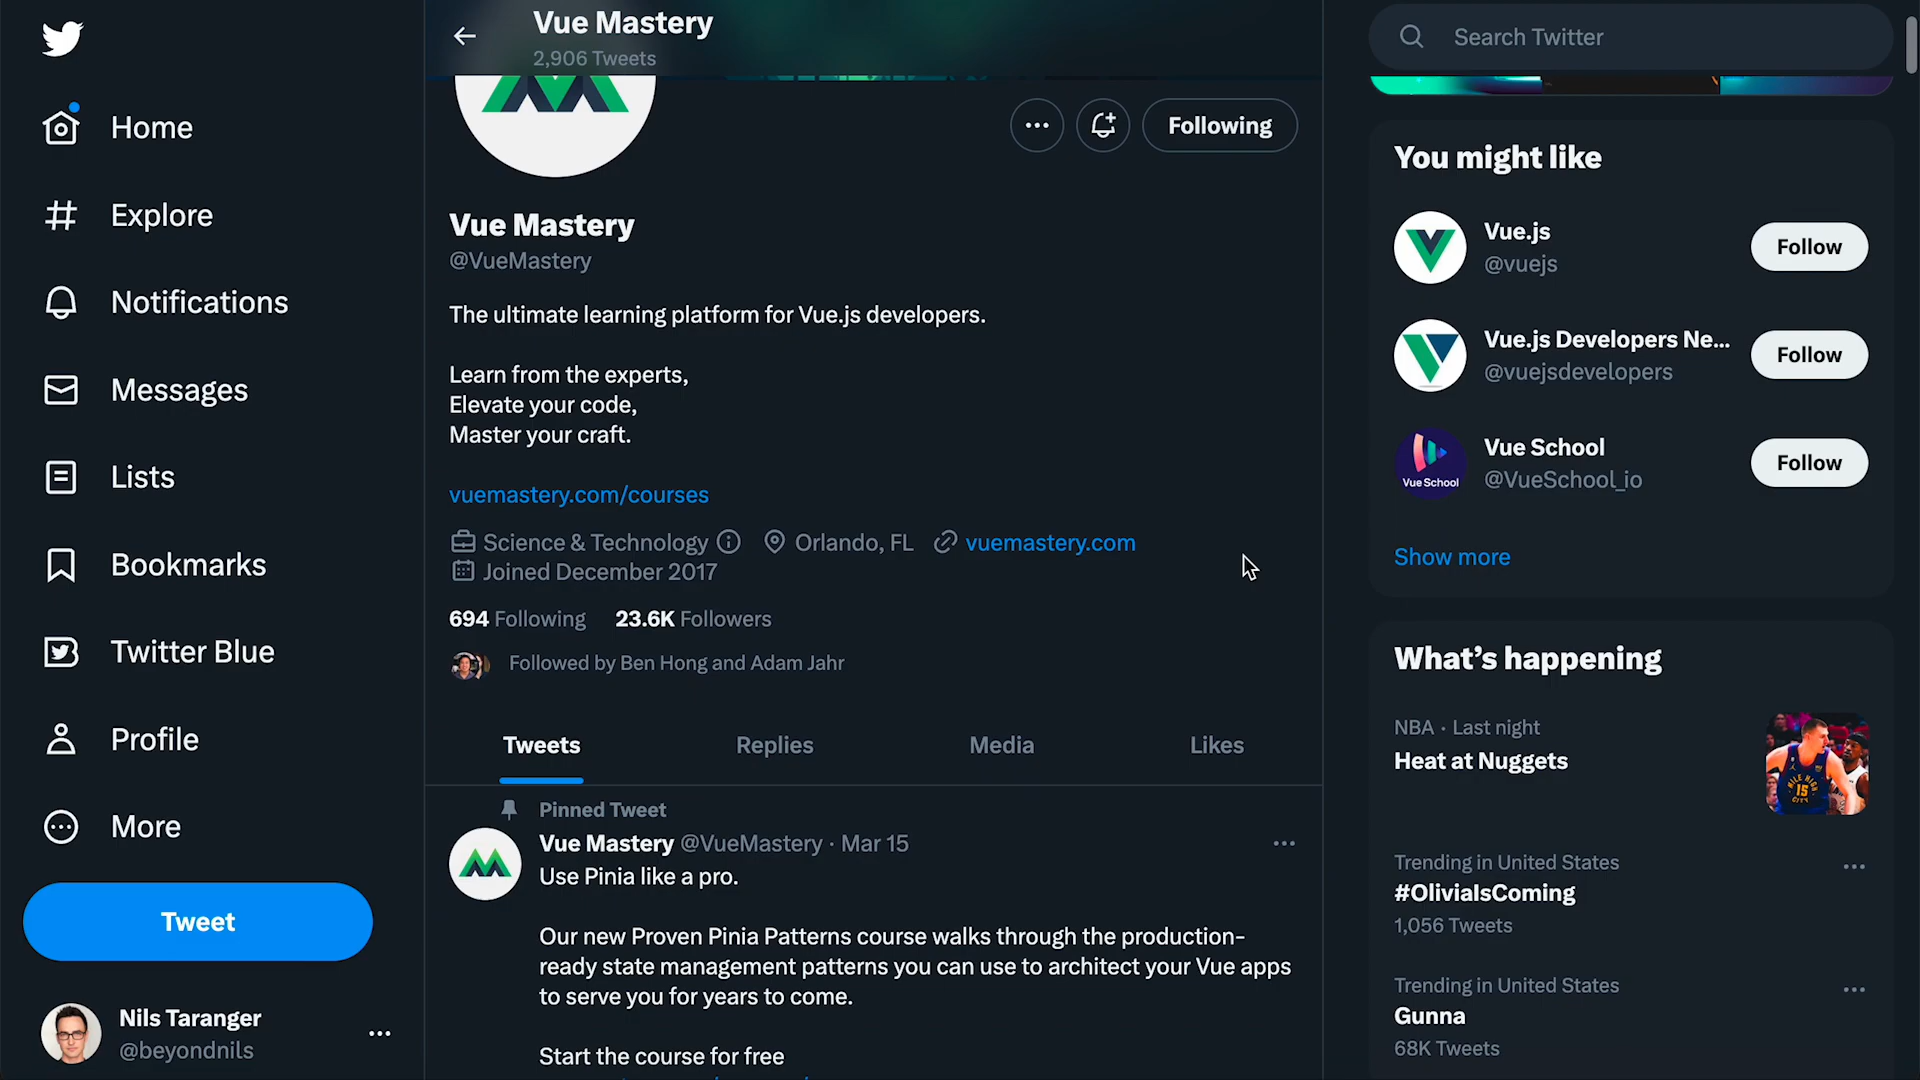 Home
Explore
Notifications
Messages
Lists
Bookmarks
Twitter Blue
Profile
More
Tweet
Nils Taranger
@beyondnils
Vue Mastery
2,906 Tweets
Following
Vue Mastery
@VueMastery
The ultimate learning platform for Vue.js developers.
Learn from the experts,
Elevate your code,
Master your craft.
vuemastery.com/courses
Science & Technology Orlando, FL vuemastery.com
Joined December 2017
694 Following 23.6K Followers
Followed by Ben Hong and Adam Jahr
Tweets Replies Media Likes
Pinned Tweet
Vue Mastery @VueMastery · Mar 15
Use Pinia like a pro.
Our new Proven Pinia Patterns course walks through the production-
ready state management patterns you can use to architect your Vue apps
to serve you for years to come.
Start the course for free
Search Twitter
You might like
Vue.js
@vuejs
Follow
Vue.js Developers Ne...
@vuejsdevelopers
Follow
Vue School
Vue School
@VueSchool_io
Follow
Show more
What's happening
NBA · Last night
Heat at Nuggets
MILE HIGH
15
CITY
Trending in United States
#OliviaIsComing
1,056 Tweets
Trending in United States
Gunna
68K Tweets